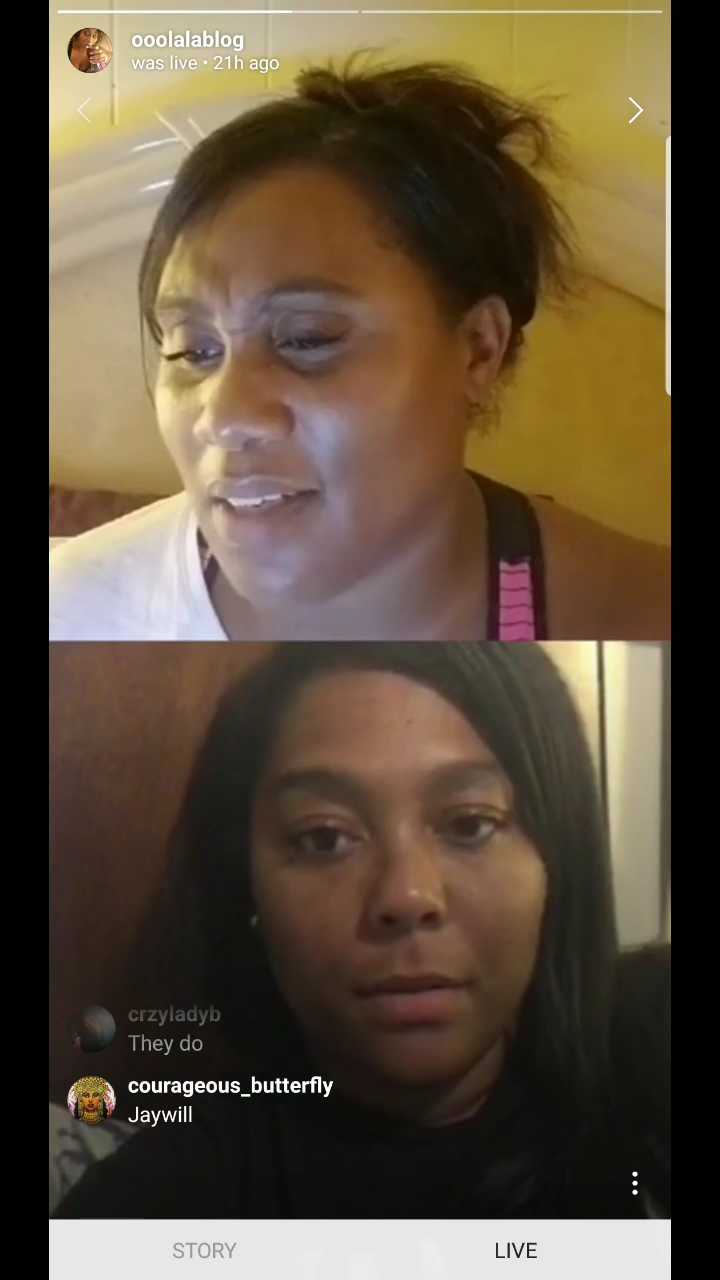 ooolalablog
was live • 21h ago
crzyladyb
They do
courageous_butterfly
Jaywill
STORY
LIVE